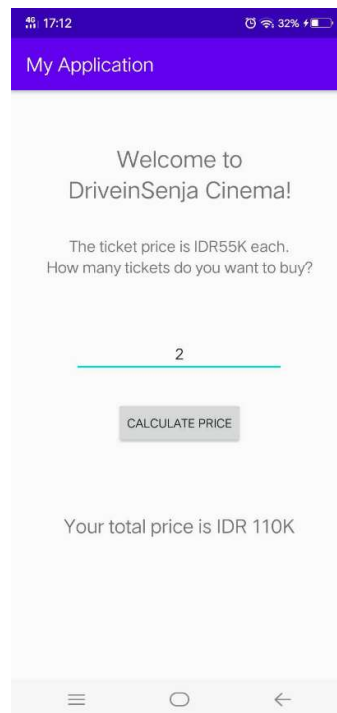 4G 17:12 32%
My Application
Welcome to
DriveinSenja Cinema!
The ticket price is IDR55K each.
How many tickets do you want to buy?
2
CALCULATE PRICE
Your total price is IDR 110K